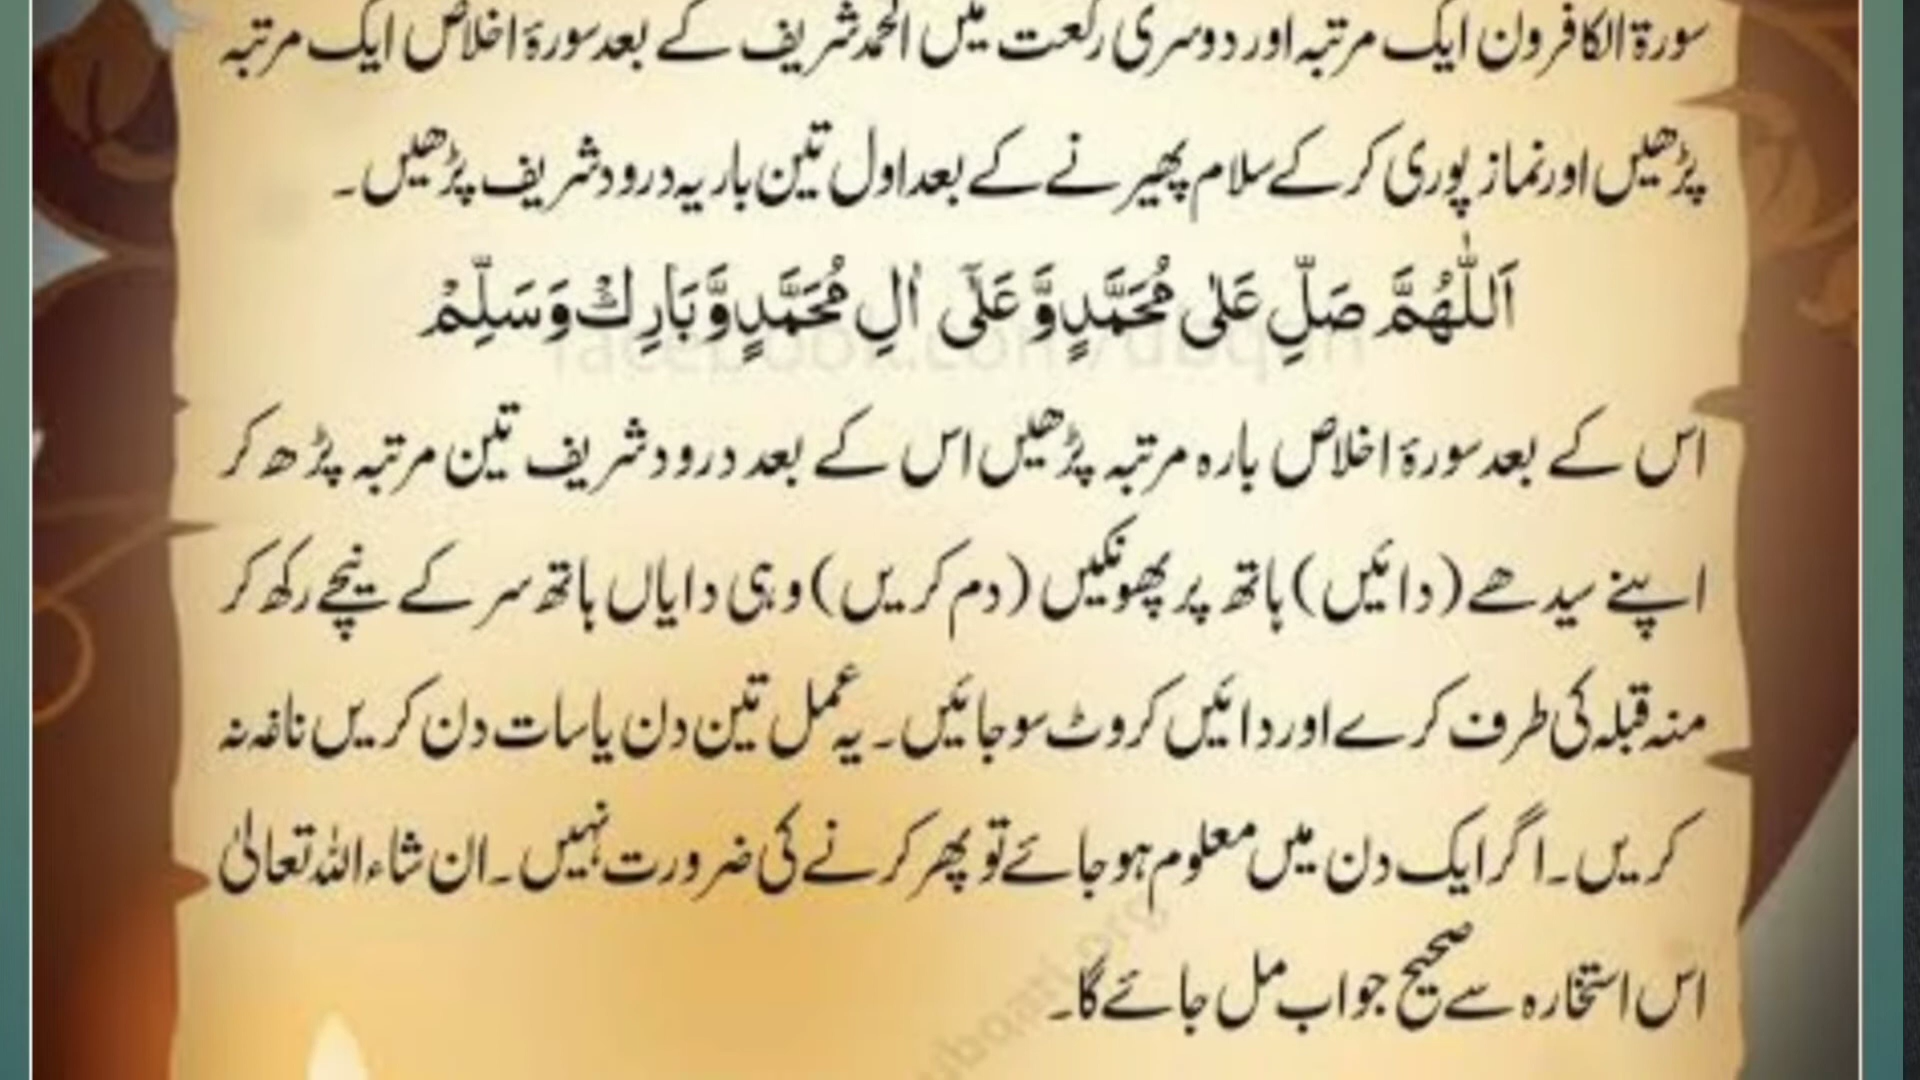 سورۃ الکافرون ایک مرتبہ اور دوسری رکعت میں الحمد شریف کے بعد سورۃ اخلاص ایک مرتبہ
پڑھیں اور نماز پوری کر کے سلام پھیرنے کے بعد اول تین بار یہ درود شریف پڑھیں۔
اَللّٰهُمَّ صَلِّ عَلٰى مُحَمَّدٍ وَّ عَلٰٓى اٰلِ مُحَمَّدٍ وَّبَارِكْ وَسَلِّمْ
اس کے بعد سورۃ اخلاص بارہ مرتبہ پڑھیں اس کے بعد درود شریف تین مرتبہ پڑھ کر
اپنے سیدھے (دائیں) ہاتھ پر پھونکیں (دم کریں) وہی دایاں ہاتھ سر کے نیچے رکھ کر
منہ قبلہ کی طرف کرے اور دائیں کروٹ سو جائیں۔ یہ عمل تین دن یا سات دن کریں ناغہ نہ
کریں۔ اگر ایک دن میں معلوم ہو جائے تو پھر کرنے کی ضرورت نہیں۔ ان شاء اللہ تعالیٰ
اس استخارہ سے صحیح جواب مل جائے گا۔